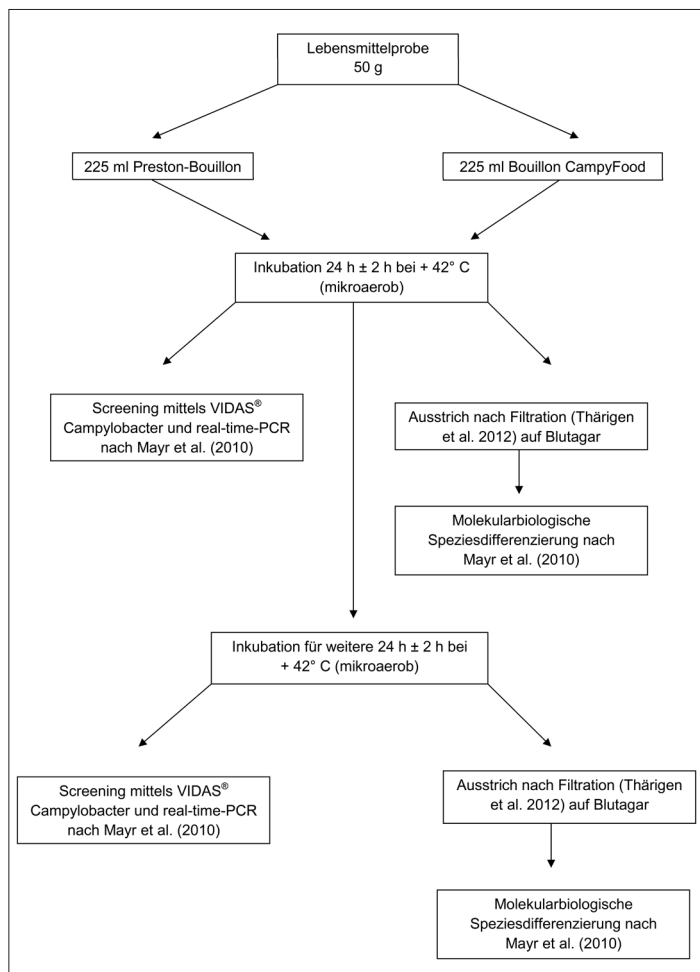 Lebensmittelprobe
50 g
225 ml Preston-Bouillon
225 ml Bouillon CampyFood
Inkubation 24 h ± 2 h bei + 42° C
(mikroaerob)
Screening mittels VIDAS®
Campylobacter und real-time-PCR
nach Mayr et al. (2010)
Ausstrich nach Filtration (Thärigen
et al. 2012) auf Blutagar
Molekularbiologische
Speziesdifferenzierung nach
Mayr et al. (2010)
Inkubation für weitere 24 h ± 2 h bei
+ 42° C (mikroaerob)
Screening mittels VIDAS®
Campylobacter und real-time-PCR
nach Mayr et al. (2010)
Ausstrich nach Filtration (Thärigen
et al. 2012) auf Blutagar
Molekularbiologische
Speziesdifferenzierung nach
Mayr et al. (2010)